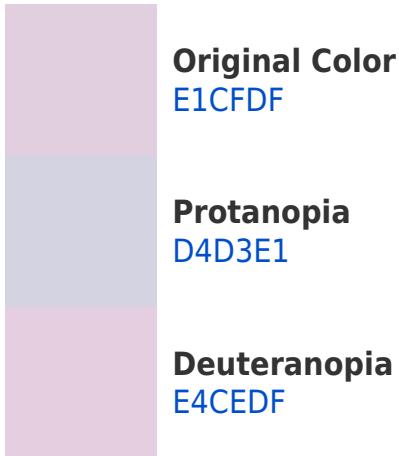 Original Color
E1CFDF
Protanopia
D4D3E1
Deuteranopia
E4CEDF